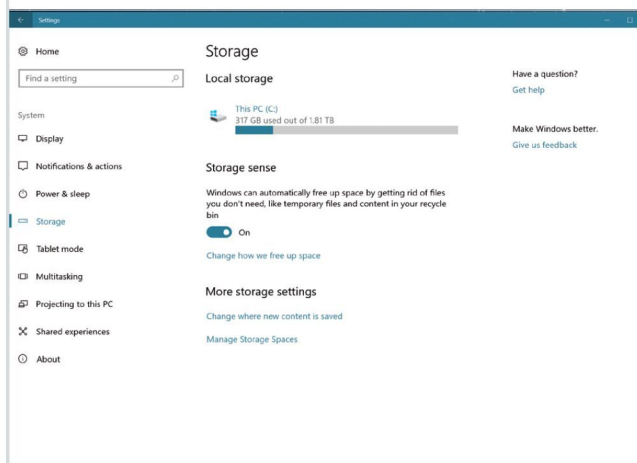 Settings
Home
Find a setting
System
Display
Notifications & actions
Power & sleep
Storage
Tablet mode
Multitasking
Projecting to this PC
Shared experiences
About
Storage
Local storage
This PC (C:)
317 GB used out of 1.81 TB
Storage sense
Windows can automatically free up space by getting rid of files
you don't need, like temporary files and content in your recycle
bin
On
Change how we free up space
More storage settings
Change where new content is saved
Manage Storage Spaces
Have a question?
Get help
Make Windows better.
Give us feedback